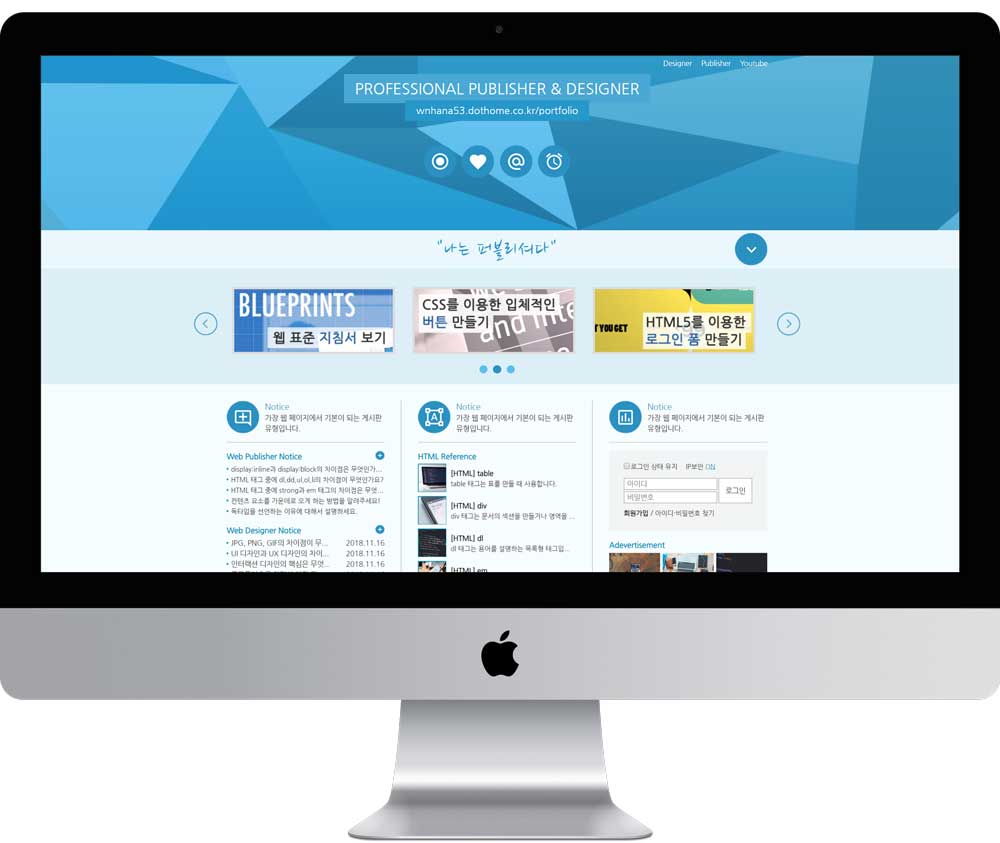 Designer Publisher Youtube
PROFESSIONAL PUBLISHER & DESIGNER
wnhana53.dothome.co.kr/portfolio
"나는 퍼블리셔다"
BLUEPRINTS
웹 표준 지침서 보기
CSS를 이용한 입체적인
버튼 만들기
and inte
T YOU GET
HTML5를 이용한
로그인 폼 만들기
Notice
가장 웹 페이지에서 기본이 되는 게시판
유형입니다.
Web Publisher Notice
display:inline과 display:block의 차이점은 무엇인가...
HTML 태그 중에 dl,dd,ul,ol,li의 차이점이 무엇인가요?
HTML 태그 중에 strong과 em 태그의 차이점은 무엇...
컨텐츠 요소를 가운데로 오게 하는 방법을 알려주세요!
독타입을 선언하는 이유에 대해서 설명하세요.
Web Designer Notice
JPG, PNG, GIF의 차이점이 무... 2018.11.16
UI 디자인과 UX 디자인의 차이... 2018.11.16
인터랙션 디자인의 핵심은 무엇... 2018.11.16
Notice
가장 웹 페이지에서 기본이 되는 게시판
유형입니다.
HTML Reference
[HTML] table
table 태그는 표를 만들 때 사용합니다.
[HTML] div
div 태그는 문서의 섹션을 만들거나 영역을 ...
[HTML] dl
dl 태그는 용어를 설명하는 목록형 태그입...
[HTML] em
Notice
가장 웹 페이지에서 기본이 되는 게시판
유형입니다.
로그인 상태 유지 IP보안 ON
아이디
비밀번호
로그인
회원가입 / 아이디·비밀번호 찾기
Adevertisement